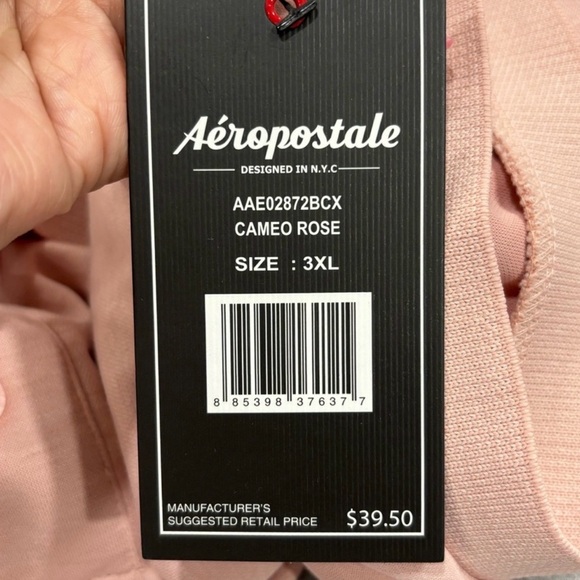 Aéropostale
DESIGNED IN N.Y.C
AAE02872BCX
CAMEO ROSE
SIZE : 3XL
8 85398 37637 7
MANUFACTURER'S
SUGGESTED RETAIL PRICE $39.50